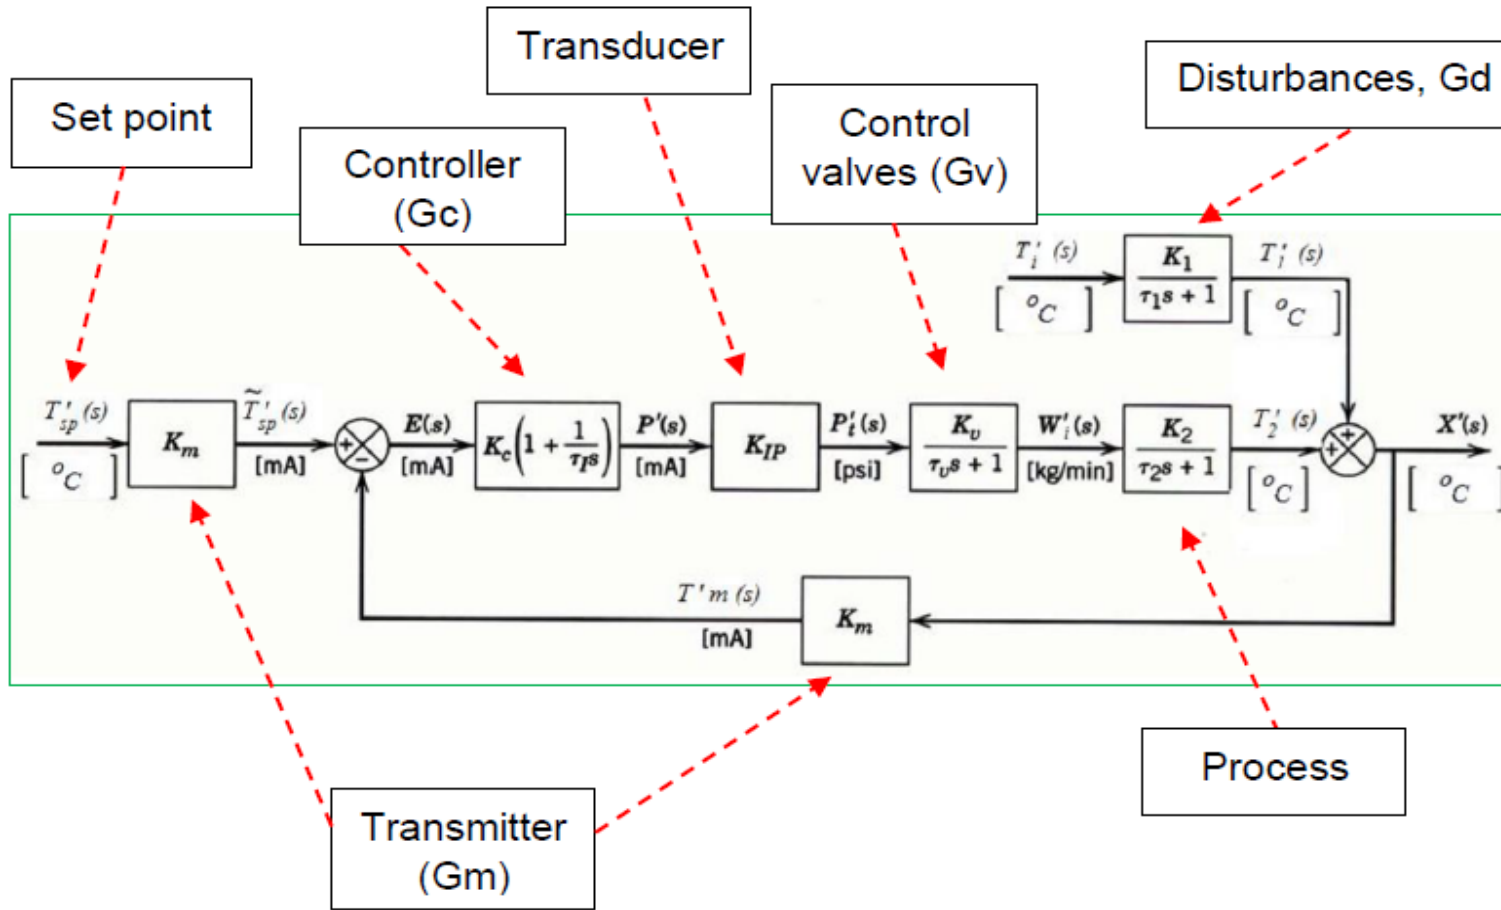 Transducer
Disturbances, Gd
Set point
Control
valves (Gv)
Controller
(Gc)
T'i (s)
K1
τ1s + 1
T'1 (s)
[ °C ]
[ °C ]
T'sp (s)
Km
T̃'sp (s)
+
−
E(s)
Kc(1 + 1/τIs)
P'(s)
KIP
P't(s)
Kv
τvs + 1
W'i(s)
K2
τ2s + 1
T'2 (s)
+
+
X'(s)
[ °C ]
[mA]
[mA]
[mA]
[psi]
[kg/min]
[ °C ]
[ °C ]
T'm (s)
Km
[mA]
Process
Transmitter
(Gm)